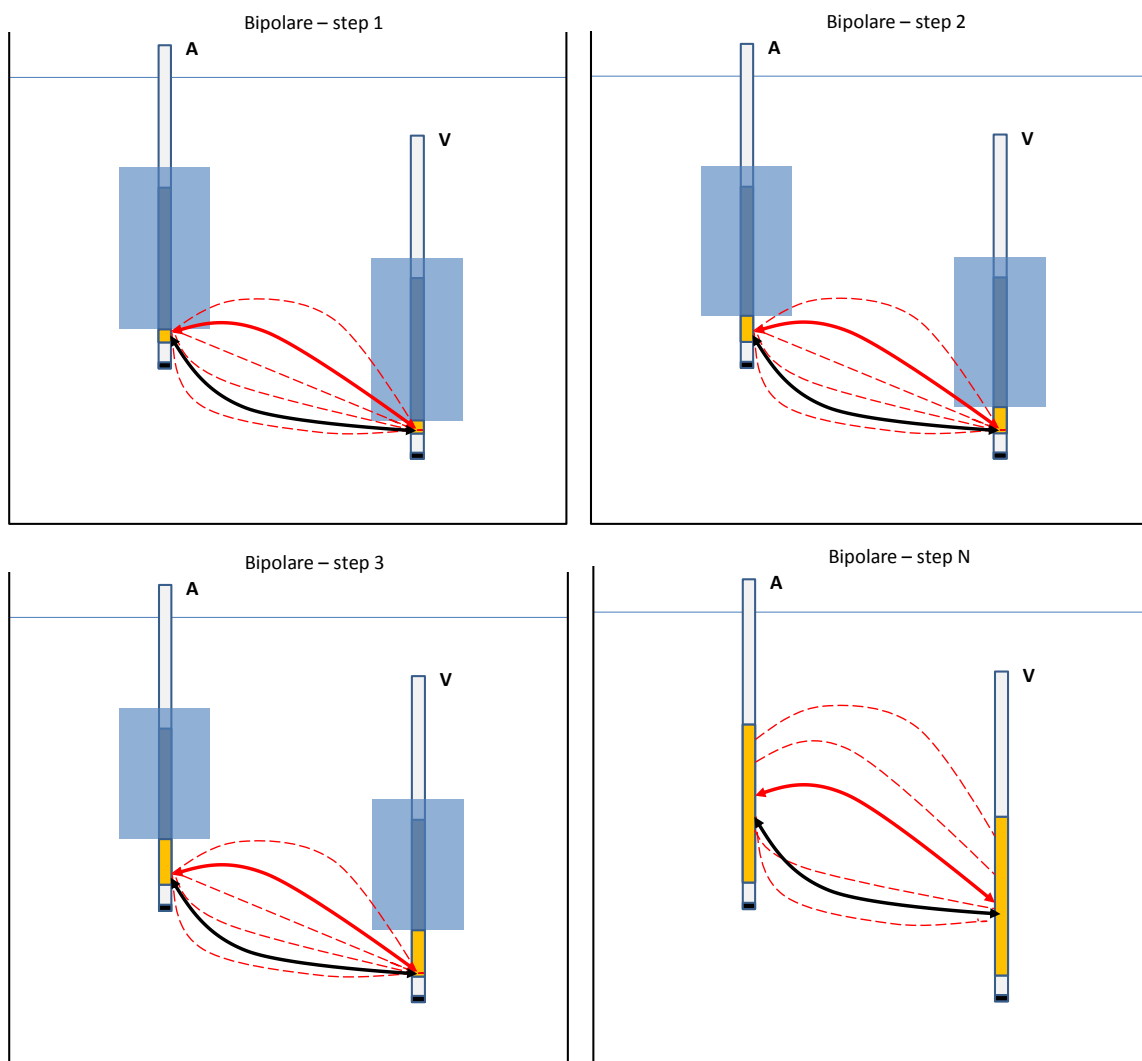 Bipolare – step 1
A
V
Bipolare – step 2
A
V
Bipolare – step 3
A
V
Bipolare – step N
A
V